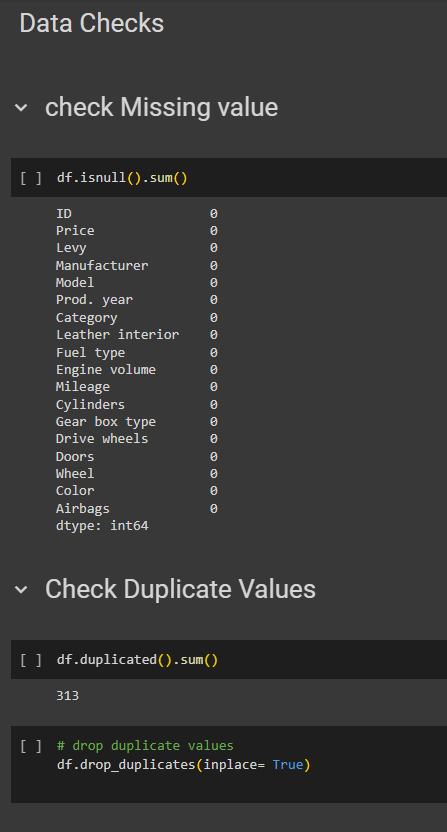 Data Checks
check Missing value
[ ] df.isnull().sum()
ID 0
Price 0
Levy 0
Manufacturer 0
Model 0
Prod. year 0
Category 0
Leather interior 0
Fuel type 0
Engine volume 0
Mileage 0
Cylinders 0
Gear box type 0
Drive wheels 0
Doors 0
Wheel 0
Color 0
Airbags 0
dtype: int64
Check Duplicate Values
[ ] df.duplicated().sum()
313
[ ] # drop duplicate values
df.drop_duplicates(inplace= True)